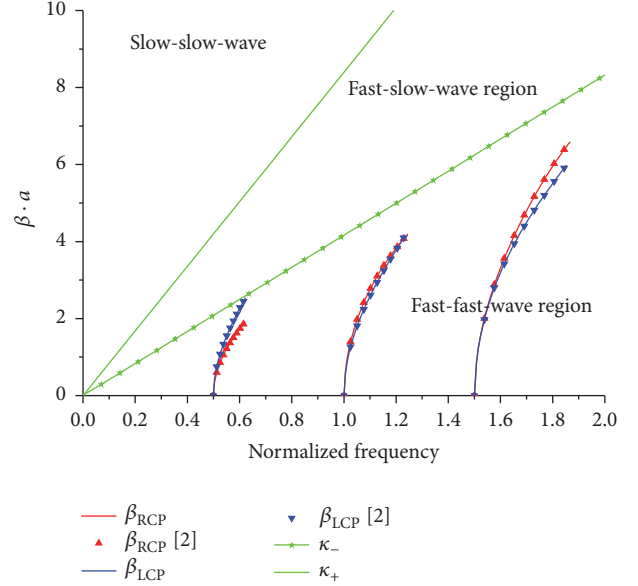 10
Slow-slow-wave
8
Fast-slow-wave region
6
β · a
4
Fast-fast-wave region
2
0
0.0 0.2 0.4 0.6 0.8 1.0 1.2 1.4 1.6 1.8 2.0
Normalized frequency
β_RCP
β_RCP [2]
β_LCP
β_LCP [2]
κ_−
κ_+